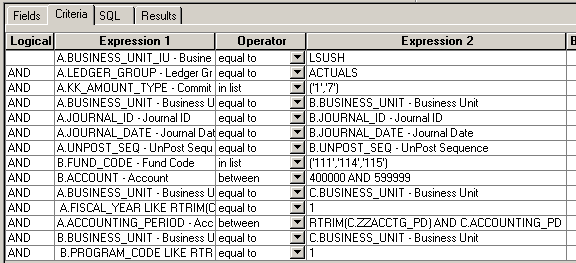 Fields Criteria SQL Results
Logical Expression 1 Operator Expression 2 B
A.BUSINESS_UNIT_IU - Busine equal to LSUSH
AND A.LEDGER_GROUP - Ledger Gr equal to ACTUALS
AND A.KK_AMOUNT_TYPE - Commit in list ('1','7')
AND A.BUSINESS_UNIT - Business U equal to B.BUSINESS_UNIT - Business Unit
AND A.JOURNAL_ID - Journal ID equal to B.JOURNAL_ID - Journal ID
AND A.JOURNAL_DATE - Journal Dat equal to B.JOURNAL_DATE - Journal Date
AND A.UNPOST_SEQ - UnPost Sequ equal to B.UNPOST_SEQ - UnPost Sequence
AND B.FUND_CODE - Fund Code in list ('111','114','115')
AND B.ACCOUNT - Account between 400000 AND 599999
AND A.BUSINESS_UNIT - Business U equal to C.BUSINESS_UNIT - Business Unit
AND A.FISCAL_YEAR LIKE RTRIM(C equal to 1
AND A.ACCOUNTING_PERIOD - Acc between RTRIM(C.ZZACCTG_PD) AND C.ACCOUNTING_PD
AND B.BUSINESS_UNIT - Business U equal to C.BUSINESS_UNIT - Business Unit
AND B.PROGRAM_CODE LIKE RTR equal to 1